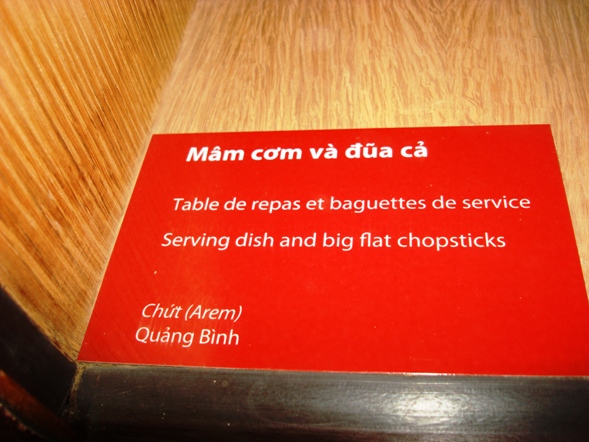 Mâm cơm và đũa cả
Table de repas et baguettes de service
Serving dish and big flat chopsticks
Chứt (Arem)
Quảng Bình